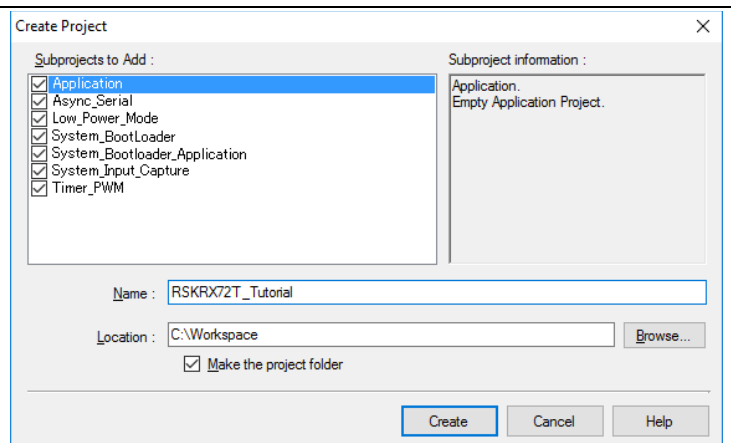 Create Project
Subprojects to Add :
Application
Async_Serial
Low_Power_Mode
System_BootLoader
System_Bootloader_Application
System_Input_Capture
Timer_PWM
Subproject information :
Application.
Empty Application Project.
Name : RSKRX72T_Tutorial
Location : C:\Workspace Browse...
Make the project folder
Create Cancel Help